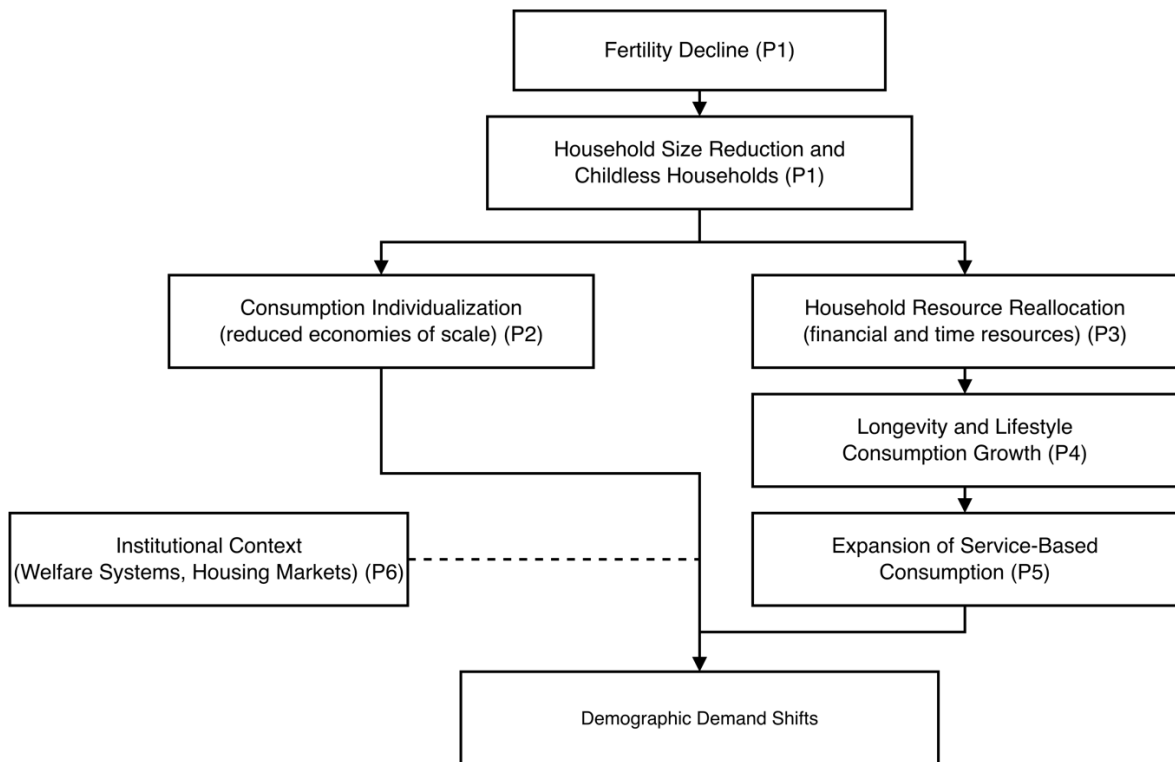 Fertility Decline (P1)
Household Size Reduction and
Childless Households (P1)
Consumption Individualization
(reduced economies of scale) (P2)
Household Resource Reallocation
(financial and time resources) (P3)
Longevity and Lifestyle
Consumption Growth (P4)
Institutional Context
(Welfare Systems, Housing Markets) (P6)
Expansion of Service-Based
Consumption (P5)
Demographic Demand Shifts